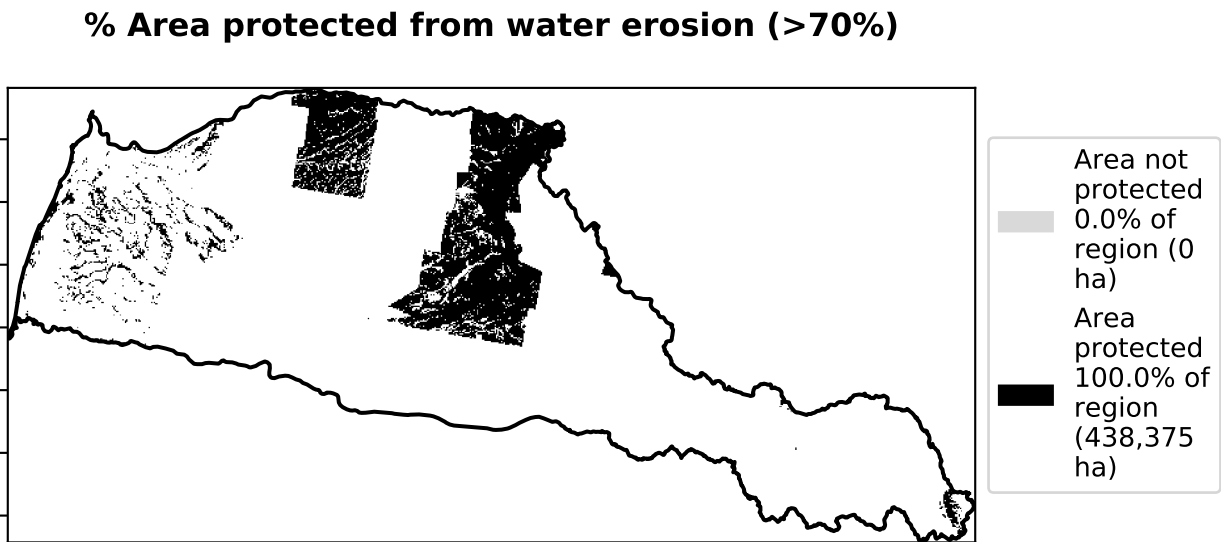 % Area protected from water erosion (>70%)
Area not
protected
0.0% of
region (0
ha)
Area
protected
100.0% of
region
(438,375
ha)